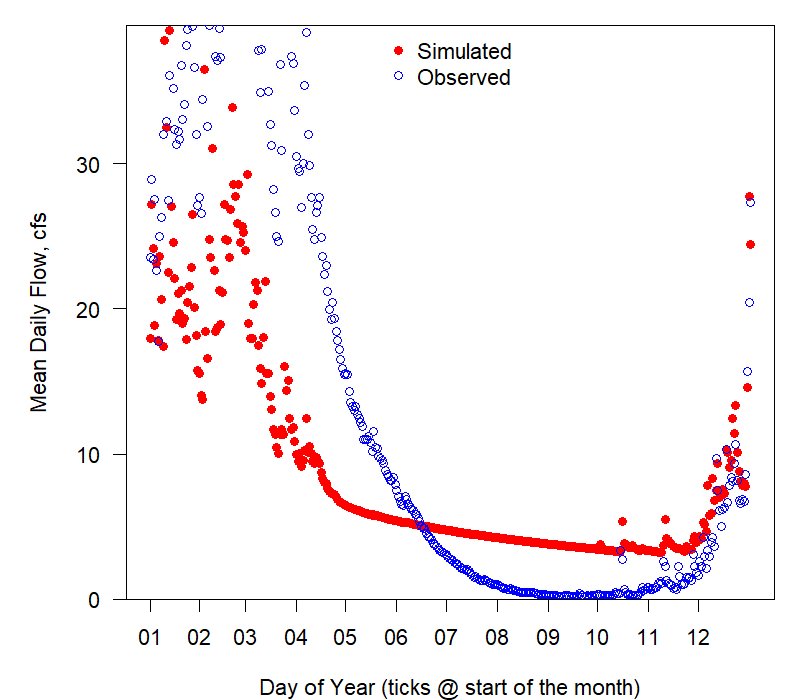 Simulated
Observed
Mean Daily Flow, cfs
30
20
10
0
01 02 03 04 05 06 07 08 09 10 11 12
Day of Year (ticks @ start of the month)